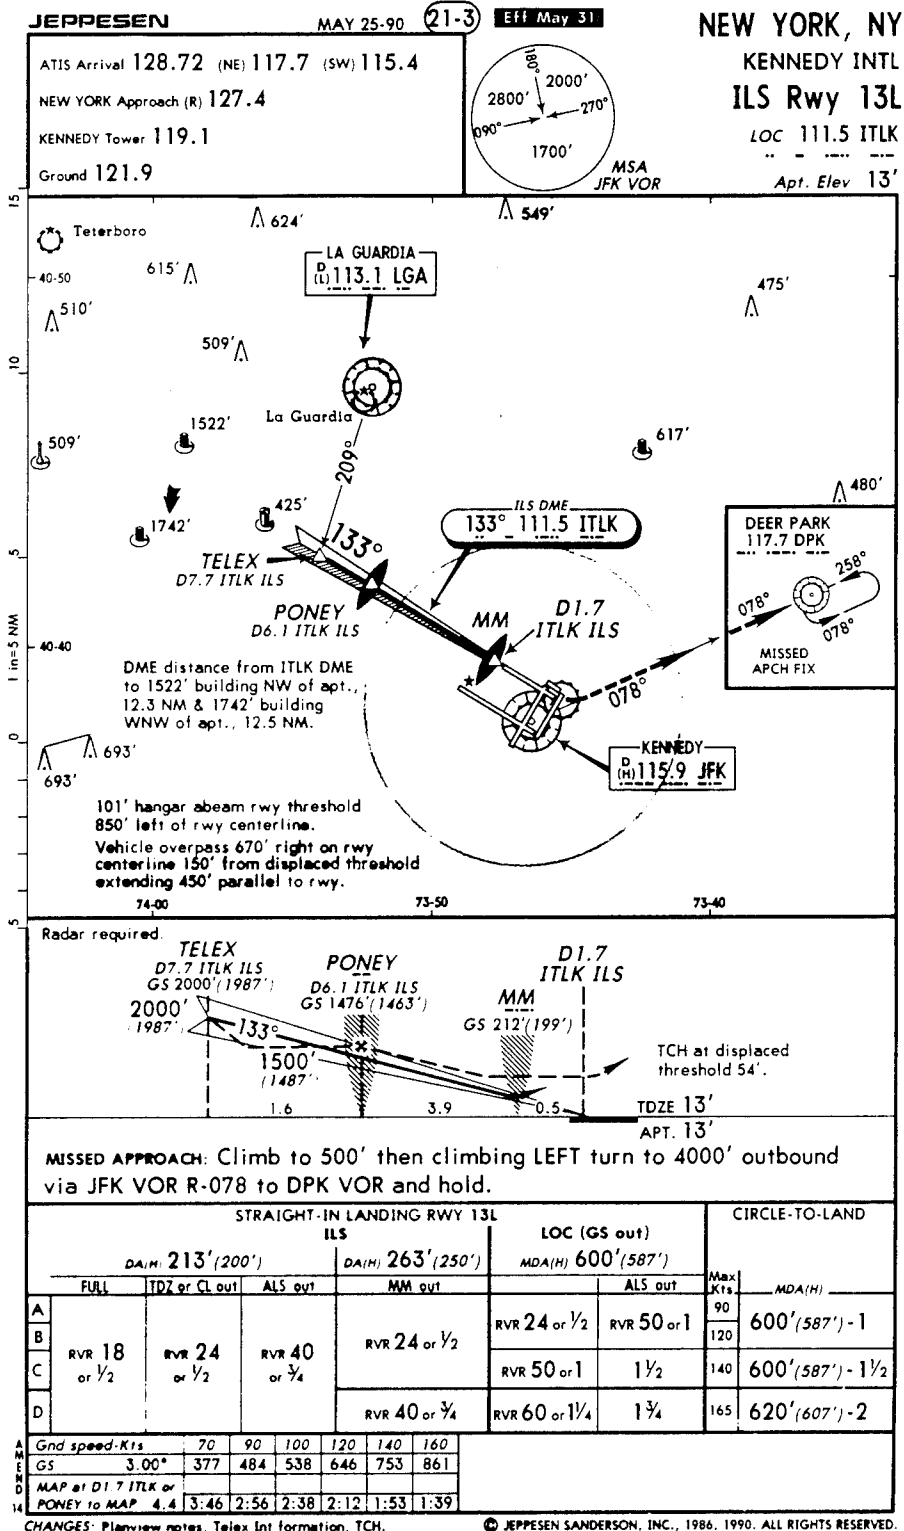 JEPPESEN MAY 25-90 21-3 Eff May 31
NEW YORK, NY
KENNEDY INTL
ILS Rwy 13L
LOC 111.5 ITLK
Apt. Elev 13'
ATIS Arrival 128.72 (NE) 117.7 (SW) 115.4
NEW YORK Approach (R) 127.4
KENNEDY Tower 119.1
Ground 121.9
180°
2000'
2800'
270°
090°
1700'
MSA
JFK VOR
15
Teterboro
624'
549'
LA GUARDIA
D
(L) 113.1 LGA
40-50
615'
510'
475'
509'
10
La Guardia
1522'
509'
617'
209°
480'
1742'
425'
ILS DME
133° 111.5 ITLK
133°
DEER PARK
117.7 DPK
258°
078°
078°
MISSED
APCH FIX
5
TELEX
D7.7 ITLK ILS
PONEY
D6.1 ITLK ILS
MM
D1.7
ITLK ILS
1 in=5 NM
40-40
DME distance from ITLK DME
to 1522' building NW of apt.,
12.3 NM & 1742' building
WNW of apt., 12.5 NM.
078°
0
KENNEDY
D
(H) 115.9 JFK
693'
693'
101' hangar abeam rwy threshold
850' left of rwy centerline.
Vehicle overpass 670' right on rwy
centerline 150' from displaced threshold
extending 450' parallel to rwy.
74-00 73-50 73-40
5
Radar required.
TELEX
D7.7 ITLK ILS
GS 2000'(1987')
PONEY
D6.1 ITLK ILS
GS 1476'(1463')
D1.7
ITLK ILS
MM
GS 212'(199')
2000'
(1987')
133°
1500'
(1487')
TCH at displaced
threshold 54'.
1.6 3.9 0.5
TDZE 13'
APT. 13'
MISSED APPROACH: Climb to 500' then climbing LEFT turn to 4000' outbound
via JFK VOR R-078 to DPK VOR and hold.
STRAIGHT-IN LANDING RWY 13L CIRCLE-TO-LAND
ILS LOC (GS out)
DA(H) 213'(200') DA(H) 263'(250') MDA(H) 600'(587')
FULL TDZ or CL out ALS out MM out ALS out Max Kts MDA(H)
A
B
C
D
RVR 18
or ½
RVR 24
or ½
RVR 40
or ¾
RVR 24 or ½
RVR 40 or ¾
RVR 24 or ½ RVR 50 or 1
RVR 50 or 1 1½
RVR 60 or 1¼ 1¾
90
120
600'(587')-1
140 600'(587')-1½
165 620'(607')-2
Gnd speed-Kts 70 90 100 120 140 160
GS 3.00° 377 484 538 646 753 861
MAP at D1.7 ITLK or
PONEY to MAP 4.4 3:46 2:56 2:38 2:12 1:53 1:39
AMEND 14
CHANGES: Planview notes, Telex Int formation, TCH.
© JEPPESEN SANDERSON, INC., 1986, 1990. ALL RIGHTS RESERVED.